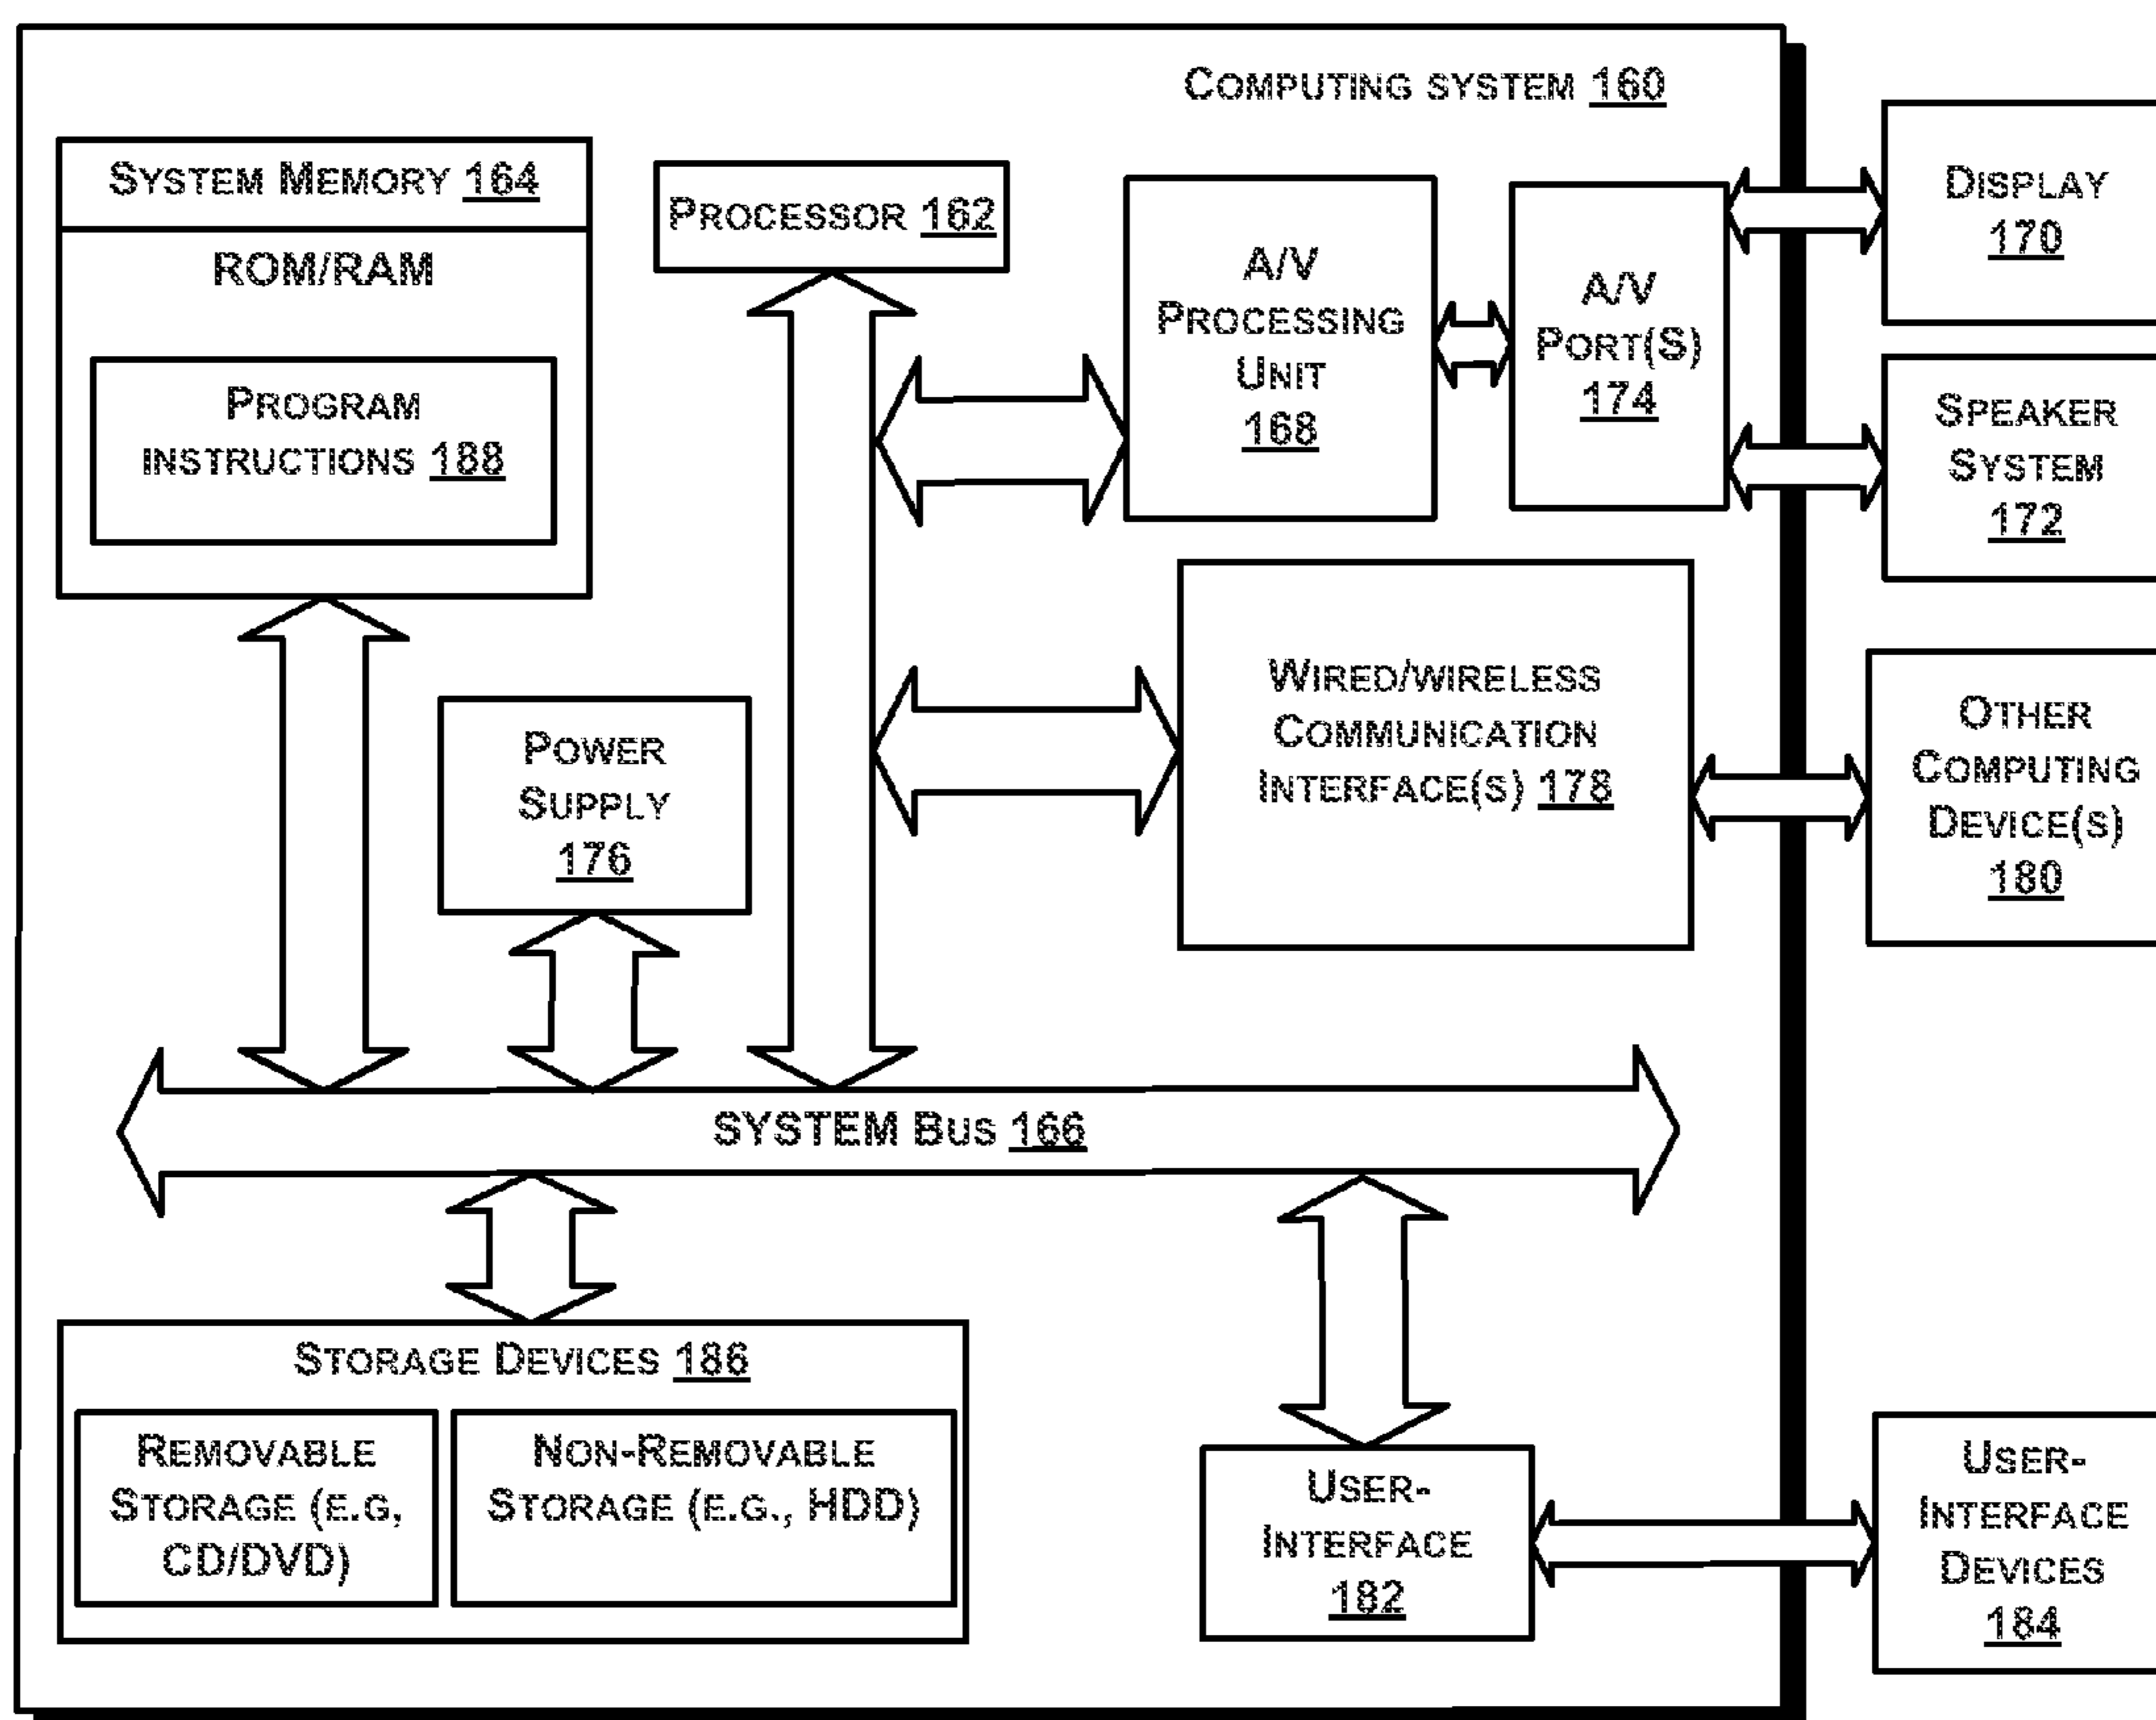 COMPUTING SYSTEM 160
SYSTEM MEMORY 164
ROM/RAM
PROGRAM
INSTRUCTIONS 188
PROCESSOR 162
A/V
PROCESSING
UNIT
168
A/V
PORT(S)
174
DISPLAY
170
SPEAKER
SYSTEM
172
POWER
SUPPLY
176
WIRED/WIRELESS
COMMUNICATION
INTERFACE(S) 178
OTHER
COMPUTING
DEVICE(S)
180
SYSTEM BUS 166
STORAGE DEVICES 186
REMOVABLE
STORAGE (E.G,
CD/DVD)
NON-REMOVABLE
STORAGE (E.G., HDD)
USER-
INTERFACE
182
USER-
INTERFACE
DEVICES
184